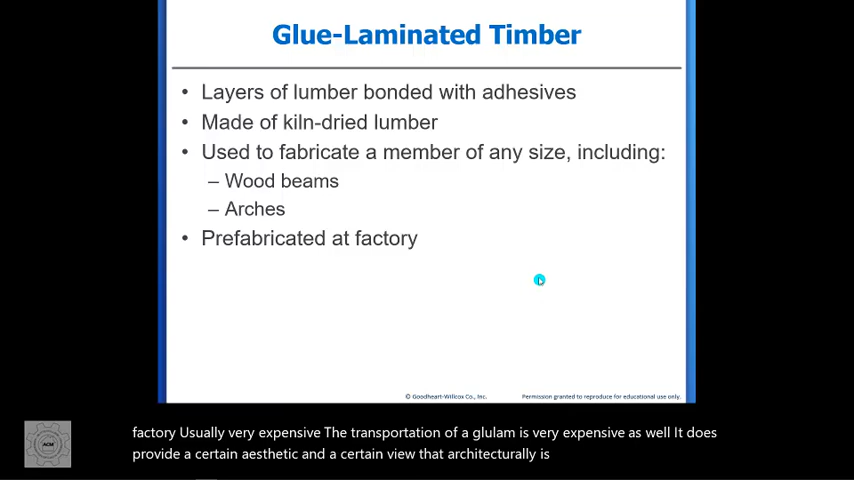 Glue-Laminated Timber
• Layers of lumber bonded with adhesives
• Made of kiln-dried lumber
• Used to fabricate a member of any size, including:
– Wood beams
– Arches
• Prefabricated at factory
© Goodheart-Willcox Co., Inc. Permission granted to reproduce for educational use only.
ACM
factory Usually very expensive The transportation of a glulam is very expensive as well It does
provide a certain aesthetic and a certain view that architecturally is